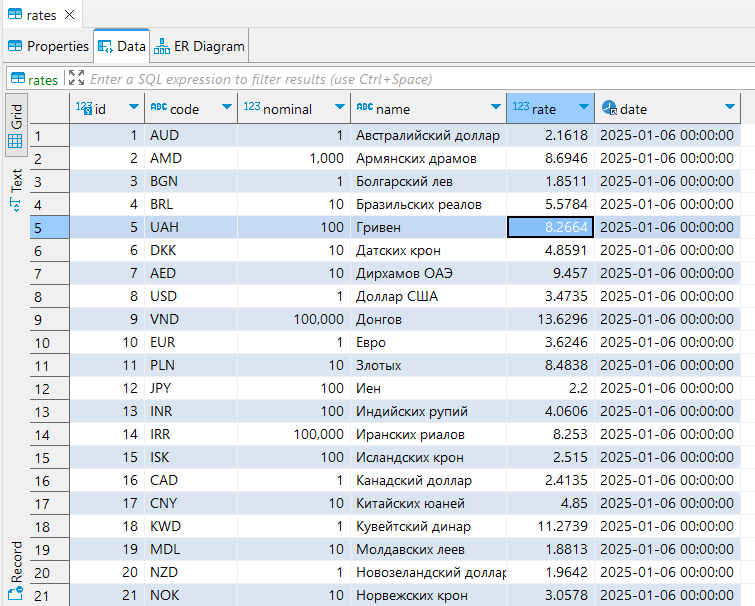 rates
Properties Data ER Diagram
rates Enter a SQL expression to filter results (use Ctrl+Space)
Grid
Text
Record
123 id ABC code 123 nominal ABC name 123 rate date
1 1 AUD 1 Австралийский доллар 2.1618 2025-01-06 00:00:00
2 2 AMD 1,000 Армянских драмов 8.6946 2025-01-06 00:00:00
3 3 BGN 1 Болгарский лев 1.8511 2025-01-06 00:00:00
4 4 BRL 10 Бразильских реалов 5.5784 2025-01-06 00:00:00
5 5 UAH 100 Гривен 8.2664 2025-01-06 00:00:00
6 6 DKK 10 Датских крон 4.8591 2025-01-06 00:00:00
7 7 AED 10 Дирхамов ОАЭ 9.457 2025-01-06 00:00:00
8 8 USD 1 Доллар США 3.4735 2025-01-06 00:00:00
9 9 VND 100,000 Донгов 13.6296 2025-01-06 00:00:00
10 10 EUR 1 Евро 3.6246 2025-01-06 00:00:00
11 11 PLN 10 Злотых 8.4838 2025-01-06 00:00:00
12 12 JPY 100 Иен 2.2 2025-01-06 00:00:00
13 13 INR 100 Индийских рупий 4.0606 2025-01-06 00:00:00
14 14 IRR 100,000 Иранских риалов 8.253 2025-01-06 00:00:00
15 15 ISK 100 Исландских крон 2.515 2025-01-06 00:00:00
16 16 CAD 1 Канадский доллар 2.4135 2025-01-06 00:00:00
17 17 CNY 10 Китайских юаней 4.85 2025-01-06 00:00:00
18 18 KWD 1 Кувейтский динар 11.2739 2025-01-06 00:00:00
19 19 MDL 10 Молдавских леев 1.8813 2025-01-06 00:00:00
20 20 NZD 1 Новозеландский доллар 1.9642 2025-01-06 00:00:00
21 21 NOK 10 Норвежских крон 3.0578 2025-01-06 00:00:00